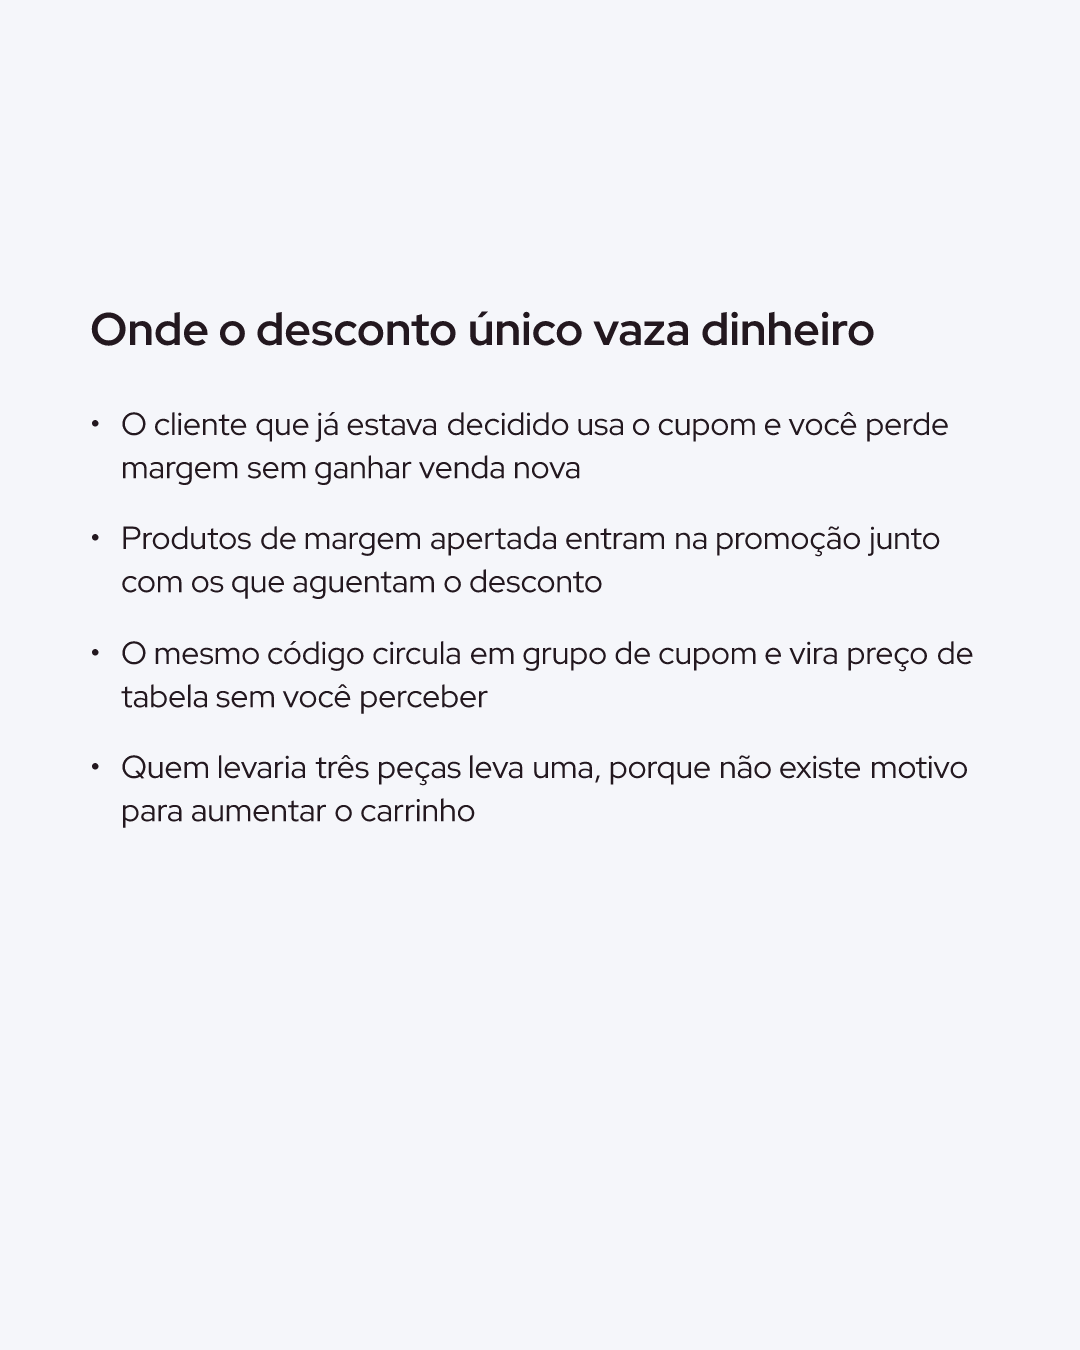 Onde o desconto único vaza dinheiro
• O cliente que já estava decidido usa o cupom e você perde
margem sem ganhar venda nova
• Produtos de margem apertada entram na promoção junto
com os que aguentam o desconto
• O mesmo código circula em grupo de cupom e vira preço de
tabela sem você perceber
• Quem levaria três peças leva uma, porque não existe motivo
para aumentar o carrinho